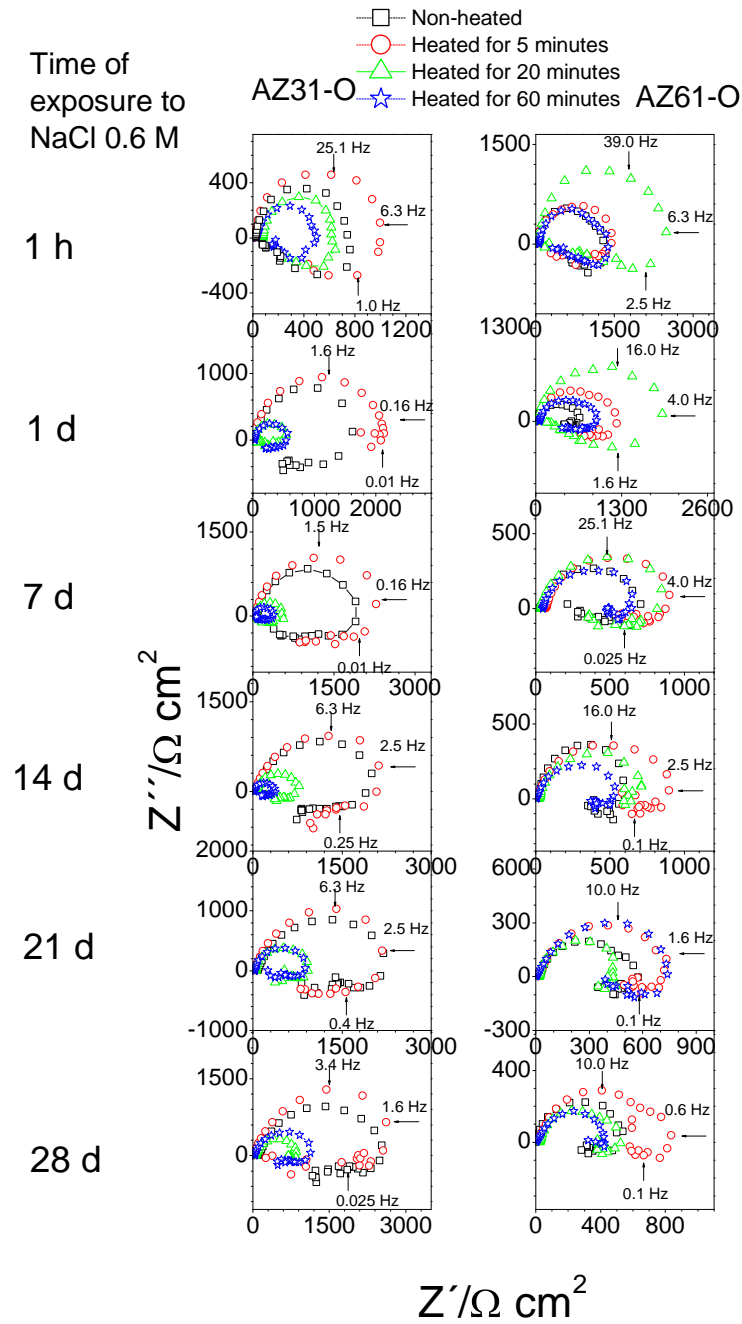 Non-heated
Heated for 5 minutes
Heated for 20 minutes
Heated for 60 minutes
Time of
exposure to
NaCl 0.6 M
AZ31-O
AZ61-O
1 h
400
0
-400
0 400 800 1200
25.1 Hz
6.3 Hz
1.0 Hz
1500
0
0 1500 3000
39.0 Hz
6.3 Hz
2.5 Hz
1 d
1000
0
0 1000 2000
1.6 Hz
0.16 Hz
0.01 Hz
1300
0
0 1300 2600
16.0 Hz
4.0 Hz
1.6 Hz
7 d
1500
0
0 1500 3000
1.5 Hz
0.16 Hz
0.01 Hz
500
0
0 500 1000
25.1 Hz
4.0 Hz
0.025 Hz
14 d
1500
0
2000
0 1500 3000
6.3 Hz
2.5 Hz
0.25 Hz
500
0
0 500 1000
16.0 Hz
2.5 Hz
0.1 Hz
21 d
1000
0
-1000
0 1500 3000
6.3 Hz
2.5 Hz
0.4 Hz
600
300
0
-300
0 300 600 900
10.0 Hz
1.6 Hz
0.1 Hz
28 d
1500
0
0 1500 3000
3.4 Hz
1.6 Hz
0.025 Hz
400
0
0 400 800
10.0 Hz
0.6 Hz
0.1 Hz
Z´´/Ω cm²
Z´/Ω cm²